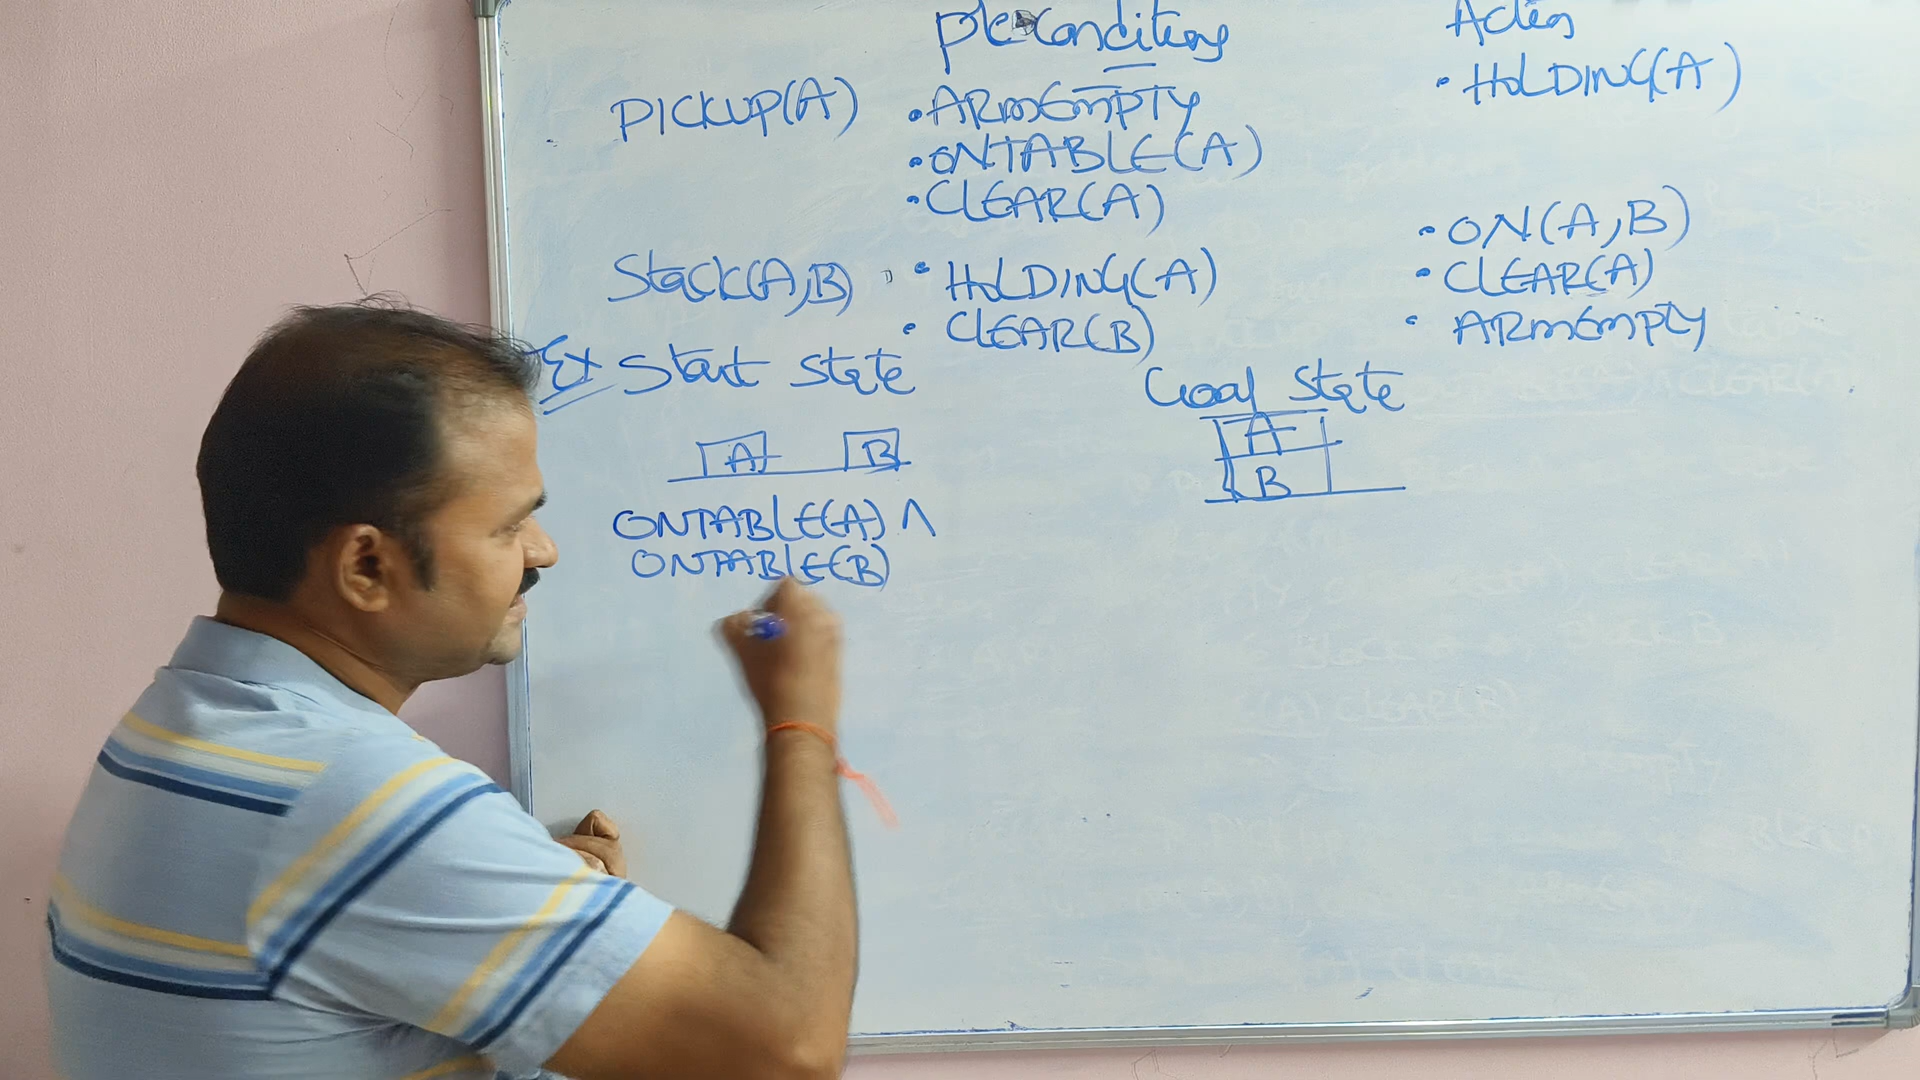 Preconditions Action
PICKUP(A) • ARMEMPTY • HOLDING(A)
• ONTABLE(A)
• CLEAR(A)
• ON(A,B)
Stack(A,B) • HOLDING(A) • CLEAR(A)
• CLEAR(B) • ARMEMPTY
Ex Start State Goal State
A B A
B
ONTABLE(A) ∧
ONTABLE(B)